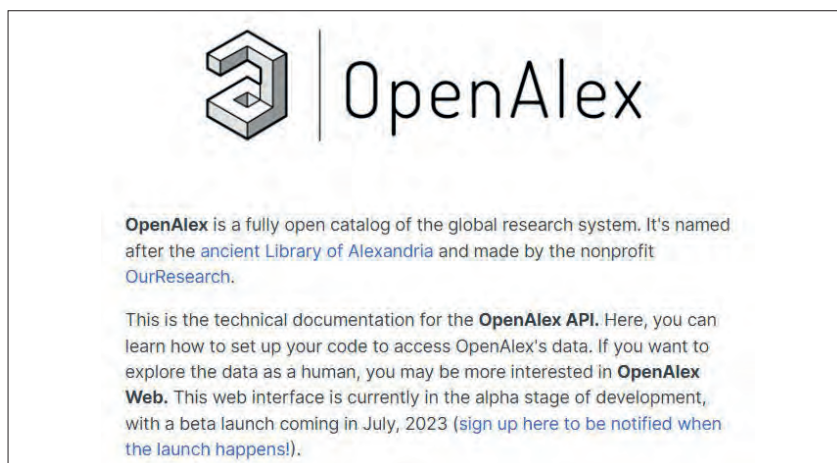 OpenAlex
OpenAlex is a fully open catalog of the global research system. It's named
after the ancient Library of Alexandria and made by the nonprofit
OurResearch.
This is the technical documentation for the OpenAlex API. Here, you can
learn how to set up your code to access OpenAlex's data. If you want to
explore the data as a human, you may be more interested in OpenAlex
Web. This web interface is currently in the alpha stage of development,
with a beta launch coming in July, 2023 (sign up here to be notified when
the launch happens!).